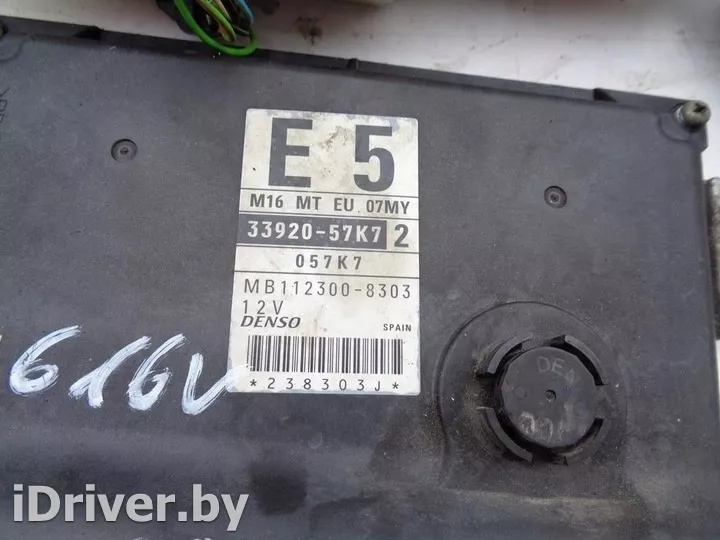 E 5
M16 MT EU 07MY
33920-57K7 2
057K7
MB112300-8303
12V
DENSO SPAIN
*238303J*
616V
iDriver.by